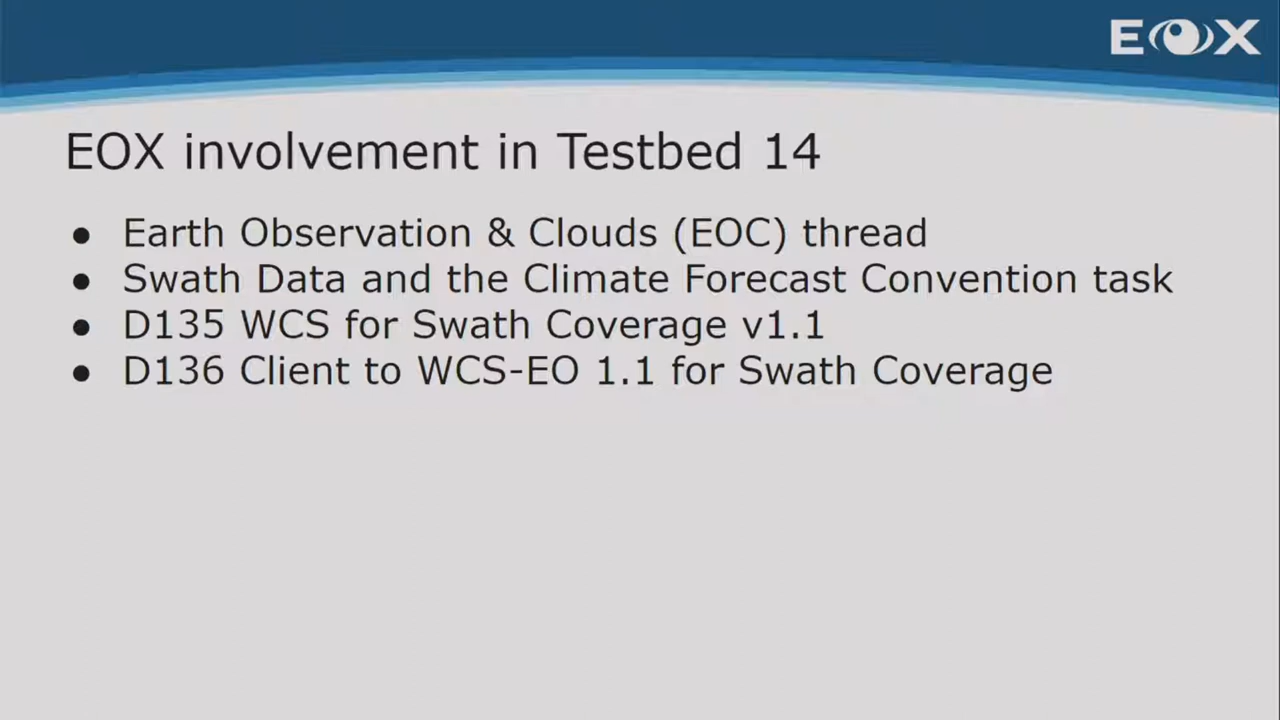 EOX
EOX involvement in Testbed 14
● Earth Observation & Clouds (EOC) thread
● Swath Data and the Climate Forecast Convention task
● D135 WCS for Swath Coverage v1.1
● D136 Client to WCS-EO 1.1 for Swath Coverage